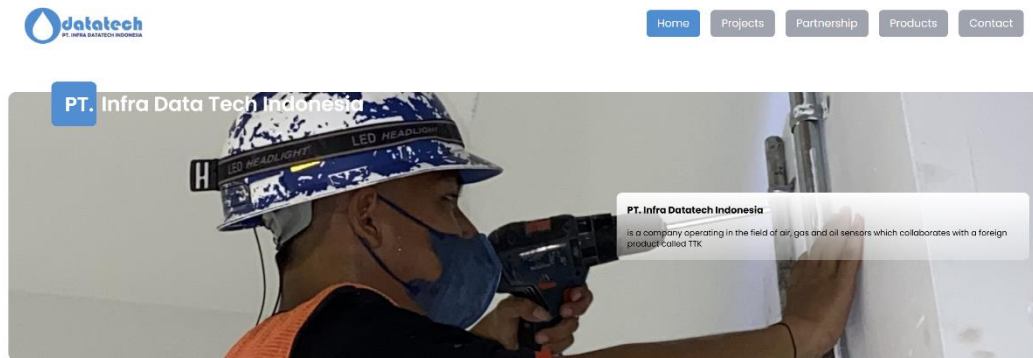 datatech
PT. INFRA DATATECH INDONESIA
Home
Projects
Partnership
Products
Contact
PT. Infra Data Tech Indonesia
LED HEADLIGHT
LED HEADLIGHT
H
PT. Infra Datatech Indonesia
is a company operating in the field of air, gas and oil sensors which collaborates with a foreign
product called TTK